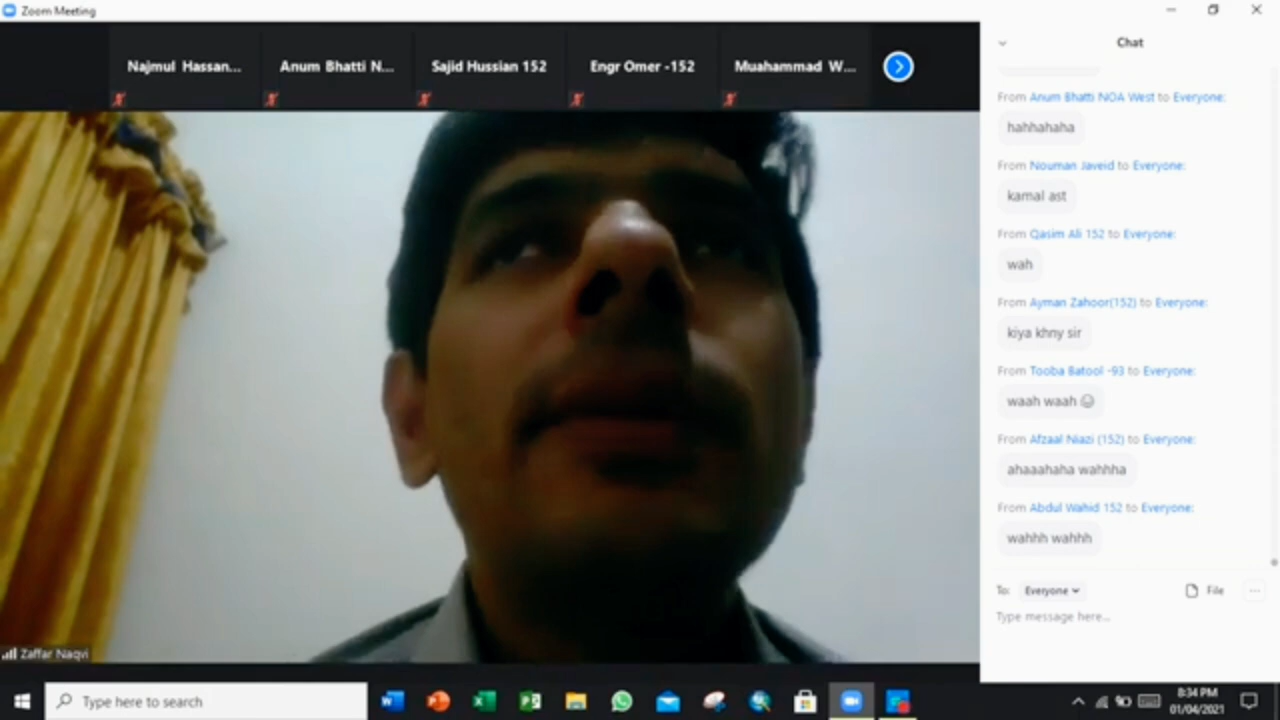 Zoom Meeting
Najmul Hassan...
Anum Bhatti N...
Sajid Hussian 152
Engr Omer -152
Muahammad W...
Chat
From Anum Bhatti NOA West to Everyone:
hahhahaha
From Nouman Javeid to Everyone:
kamal ast
From Qasim Ali 152 to Everyone:
wah
From Ayman Zahoor(152) to Everyone:
kiya khny sir
From Tooba Batool -93 to Everyone:
waah waah ☺
From Afzaal Niazi (152) to Everyone:
ahaaahaha wahhha
From Abdul Wahid 152 to Everyone:
wahhh wahhh
To: Everyone
File
...
Type message here...
Zaffar Naqvi
Type here to search
8:34 PM
01/04/2021